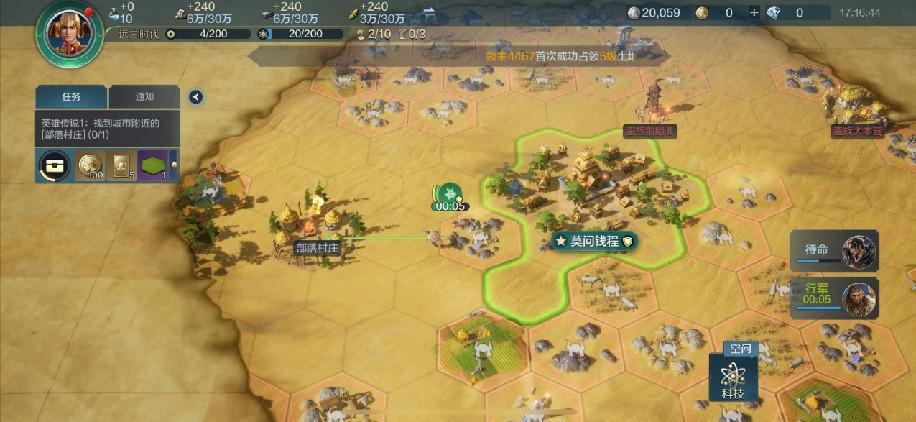 +0
10
+240
6万/30万
+240
6万/30万
+240
3万/30万
20,059
0
+
0
17:16:44
远古时代
4/200
20/200
2/10
0/3
领主4467首次成功占领5级土地
任务
通知
英雄传说1：找到城市附近的
「部落村庄」(0/1)
100
5
1
蛮族大本营
00:05
部落村庄
莫问钱程
待命
行军
00:05
空闲
科技